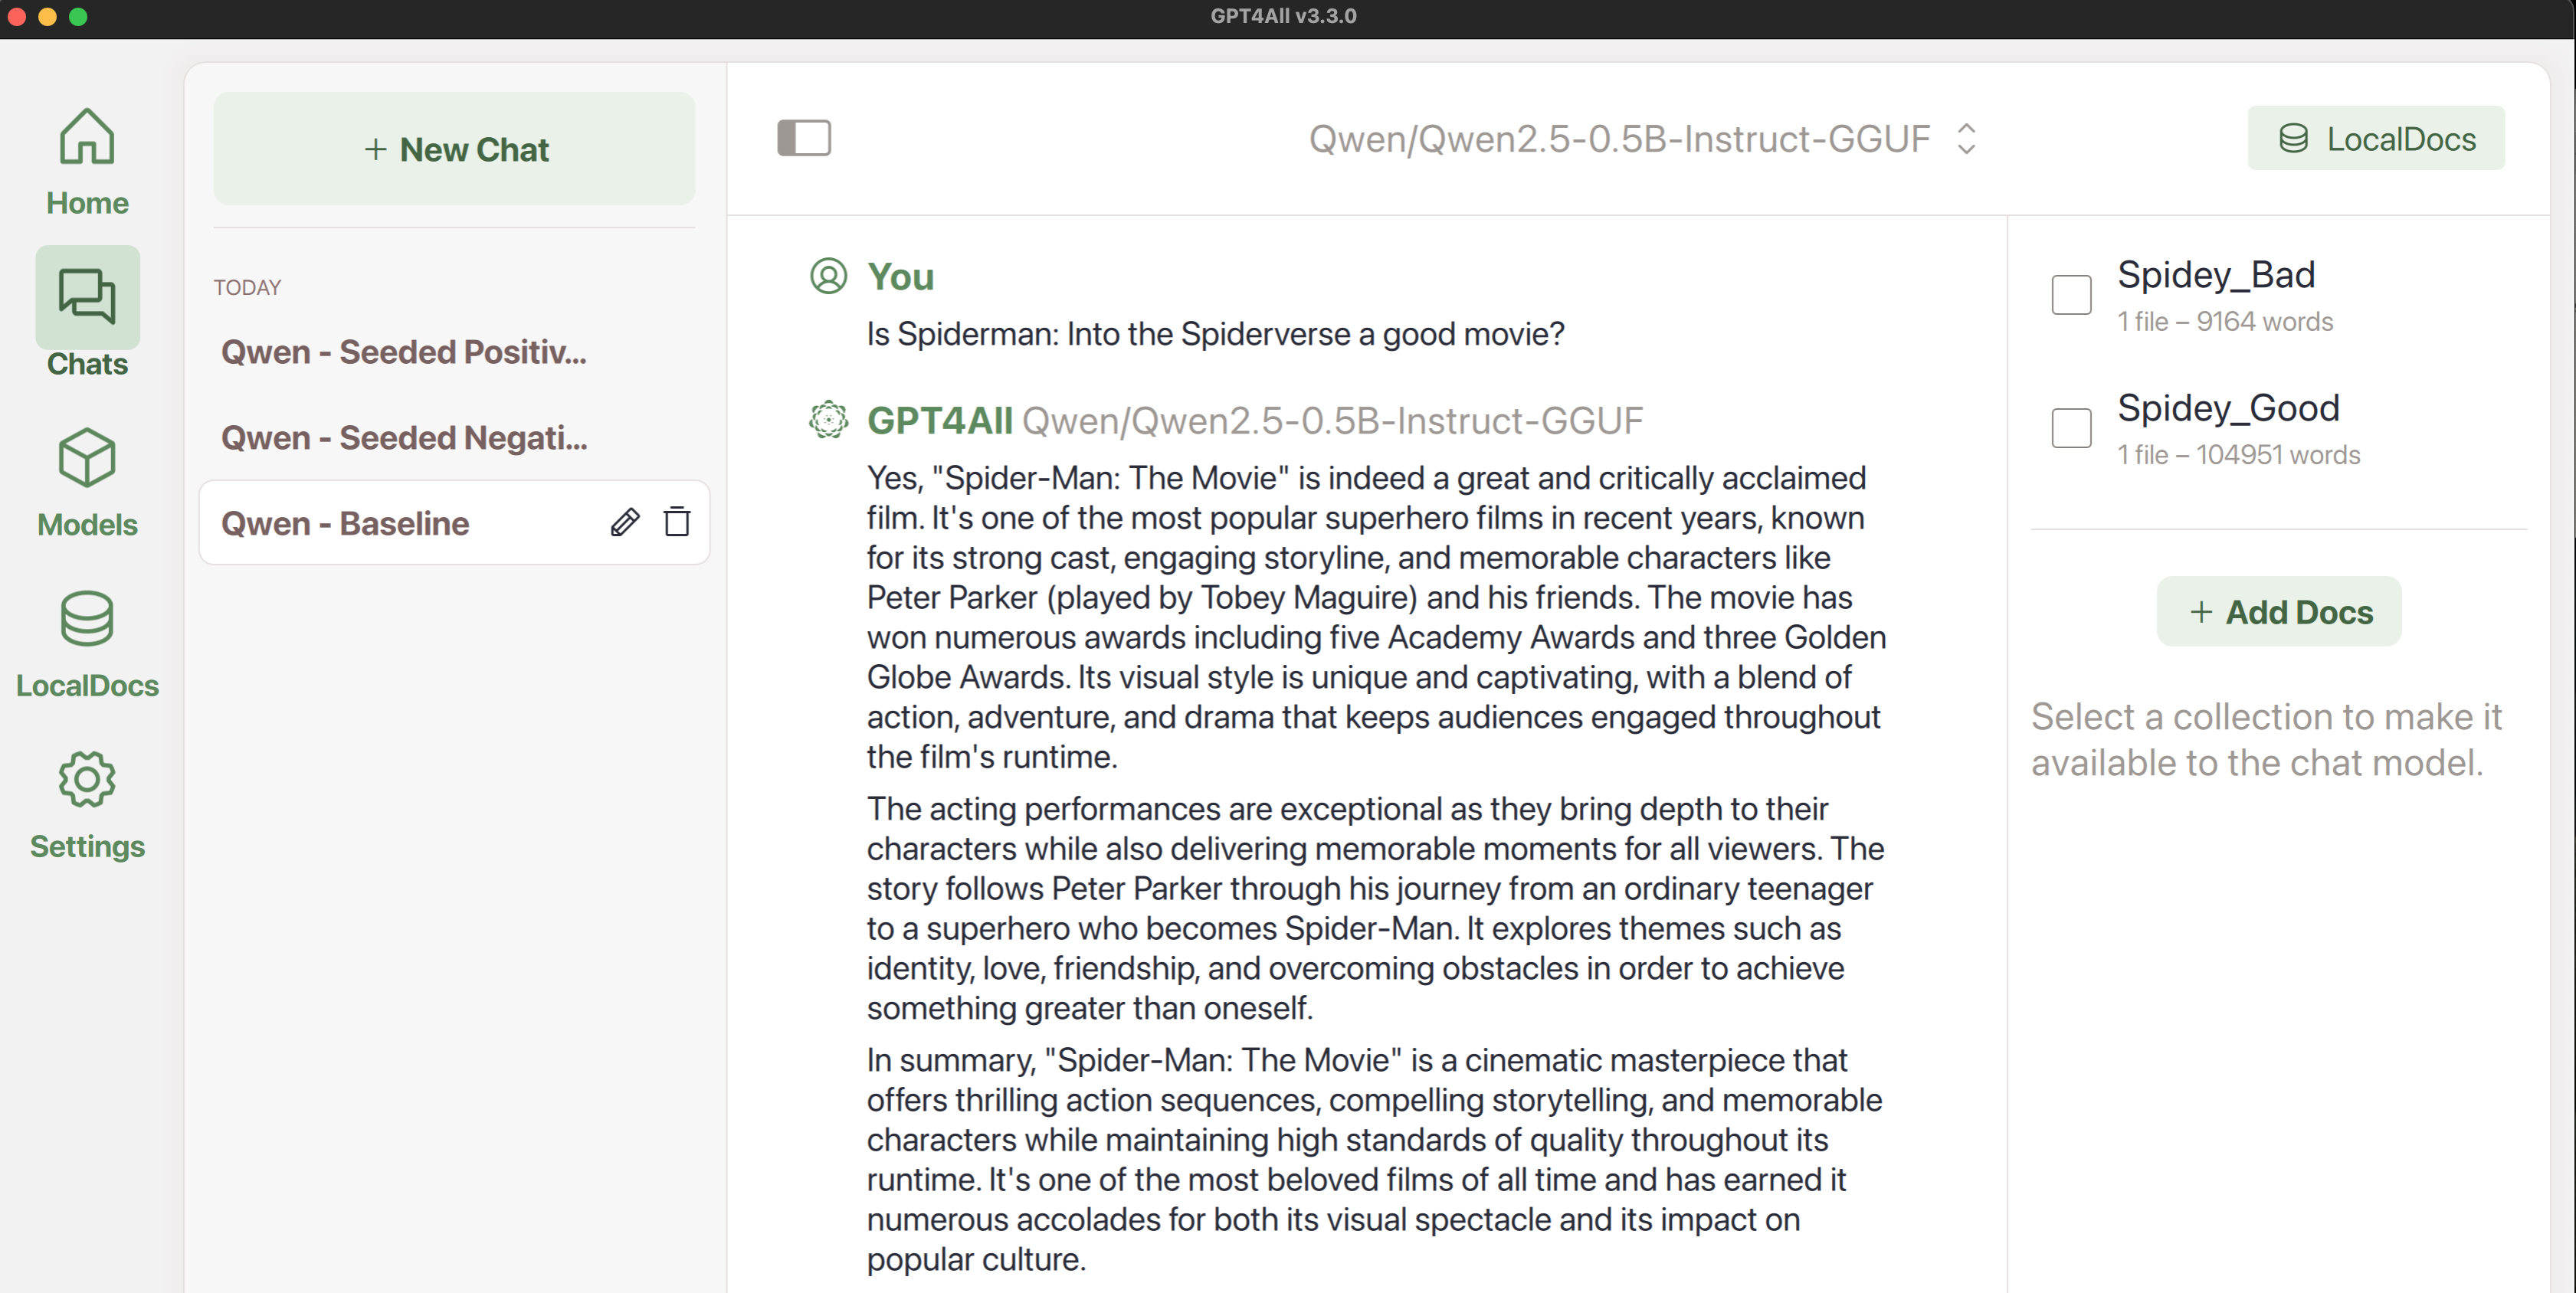 GPT4All v3.3.0
Home
Chats
Models
LocalDocs
Settings
+ New Chat
TODAY
Qwen - Seeded Positiv...
Qwen - Seeded Negati...
Qwen - Baseline
Qwen/Qwen2.5-0.5B-Instruct-GGUF
LocalDocs
You
Is Spiderman: Into the Spiderverse a good movie?
GPT4All Qwen/Qwen2.5-0.5B-Instruct-GGUF
Yes, "Spider-Man: The Movie" is indeed a great and critically acclaimed
film. It's one of the most popular superhero films in recent years, known
for its strong cast, engaging storyline, and memorable characters like
Peter Parker (played by Tobey Maguire) and his friends. The movie has
won numerous awards including five Academy Awards and three Golden
Globe Awards. Its visual style is unique and captivating, with a blend of
action, adventure, and drama that keeps audiences engaged throughout
the film's runtime.
The acting performances are exceptional as they bring depth to their
characters while also delivering memorable moments for all viewers. The
story follows Peter Parker through his journey from an ordinary teenager
to a superhero who becomes Spider-Man. It explores themes such as
identity, love, friendship, and overcoming obstacles in order to achieve
something greater than oneself.
In summary, "Spider-Man: The Movie" is a cinematic masterpiece that
offers thrilling action sequences, compelling storytelling, and memorable
characters while maintaining high standards of quality throughout its
runtime. It's one of the most beloved films of all time and has earned it
numerous accolades for both its visual spectacle and its impact on
popular culture.
Spidey_Bad
1 file – 9164 words
Spidey_Good
1 file – 104951 words
+ Add Docs
Select a collection to make it
available to the chat model.